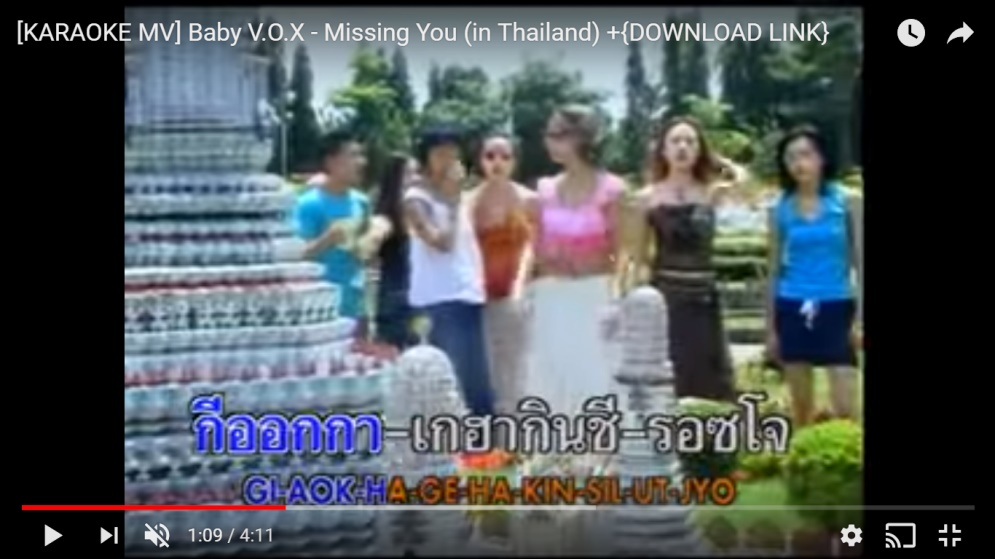 [KARAOKE MV] Baby V.O.X - Missing You (in Thailand) +{DOWNLOAD LINK}
กีออกกา-เกฮากินชี-รอซโจ
GI-AOK-HA-GE-HA-KIN-SIL-UT-JYO
1:09 / 4:11